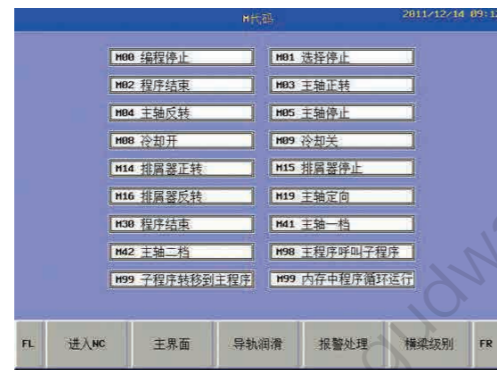 M代码 2011/12/14 09:1
M00 编程停止 M01 选择停止
M02 程序结束 M03 主轴正转
M04 主轴反转 M05 主轴停止
M08 冷却开 M09 冷却关
M14 排屑器正转 M15 排屑器停止
M16 排屑器反转 M19 主轴定向
M30 程序结束 M41 主轴一档
M42 主轴二档 M98 主程序呼叫子程序
M99 子程序转移到主程序 M99 内存中程序循环运行
FL 进入NC 主界面 导轨润滑 报警处理 横梁级别 FR